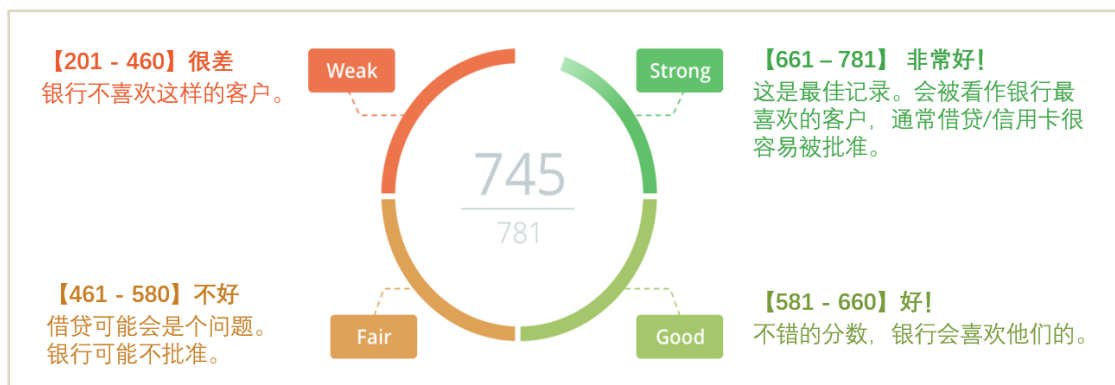 【201 - 460】很差
银行不喜欢这样的客户。
Weak
Strong
【661 – 781】 非常好!
这是最佳记录。会被看作银行最
喜欢的客户，通常借贷/信用卡很
容易被批准。
745
781
【461 - 580】不好
借贷可能会是个问题。
银行可能不批准。
Fair
Good
【581 - 660】好!
不错的分数，银行会喜欢他们的。